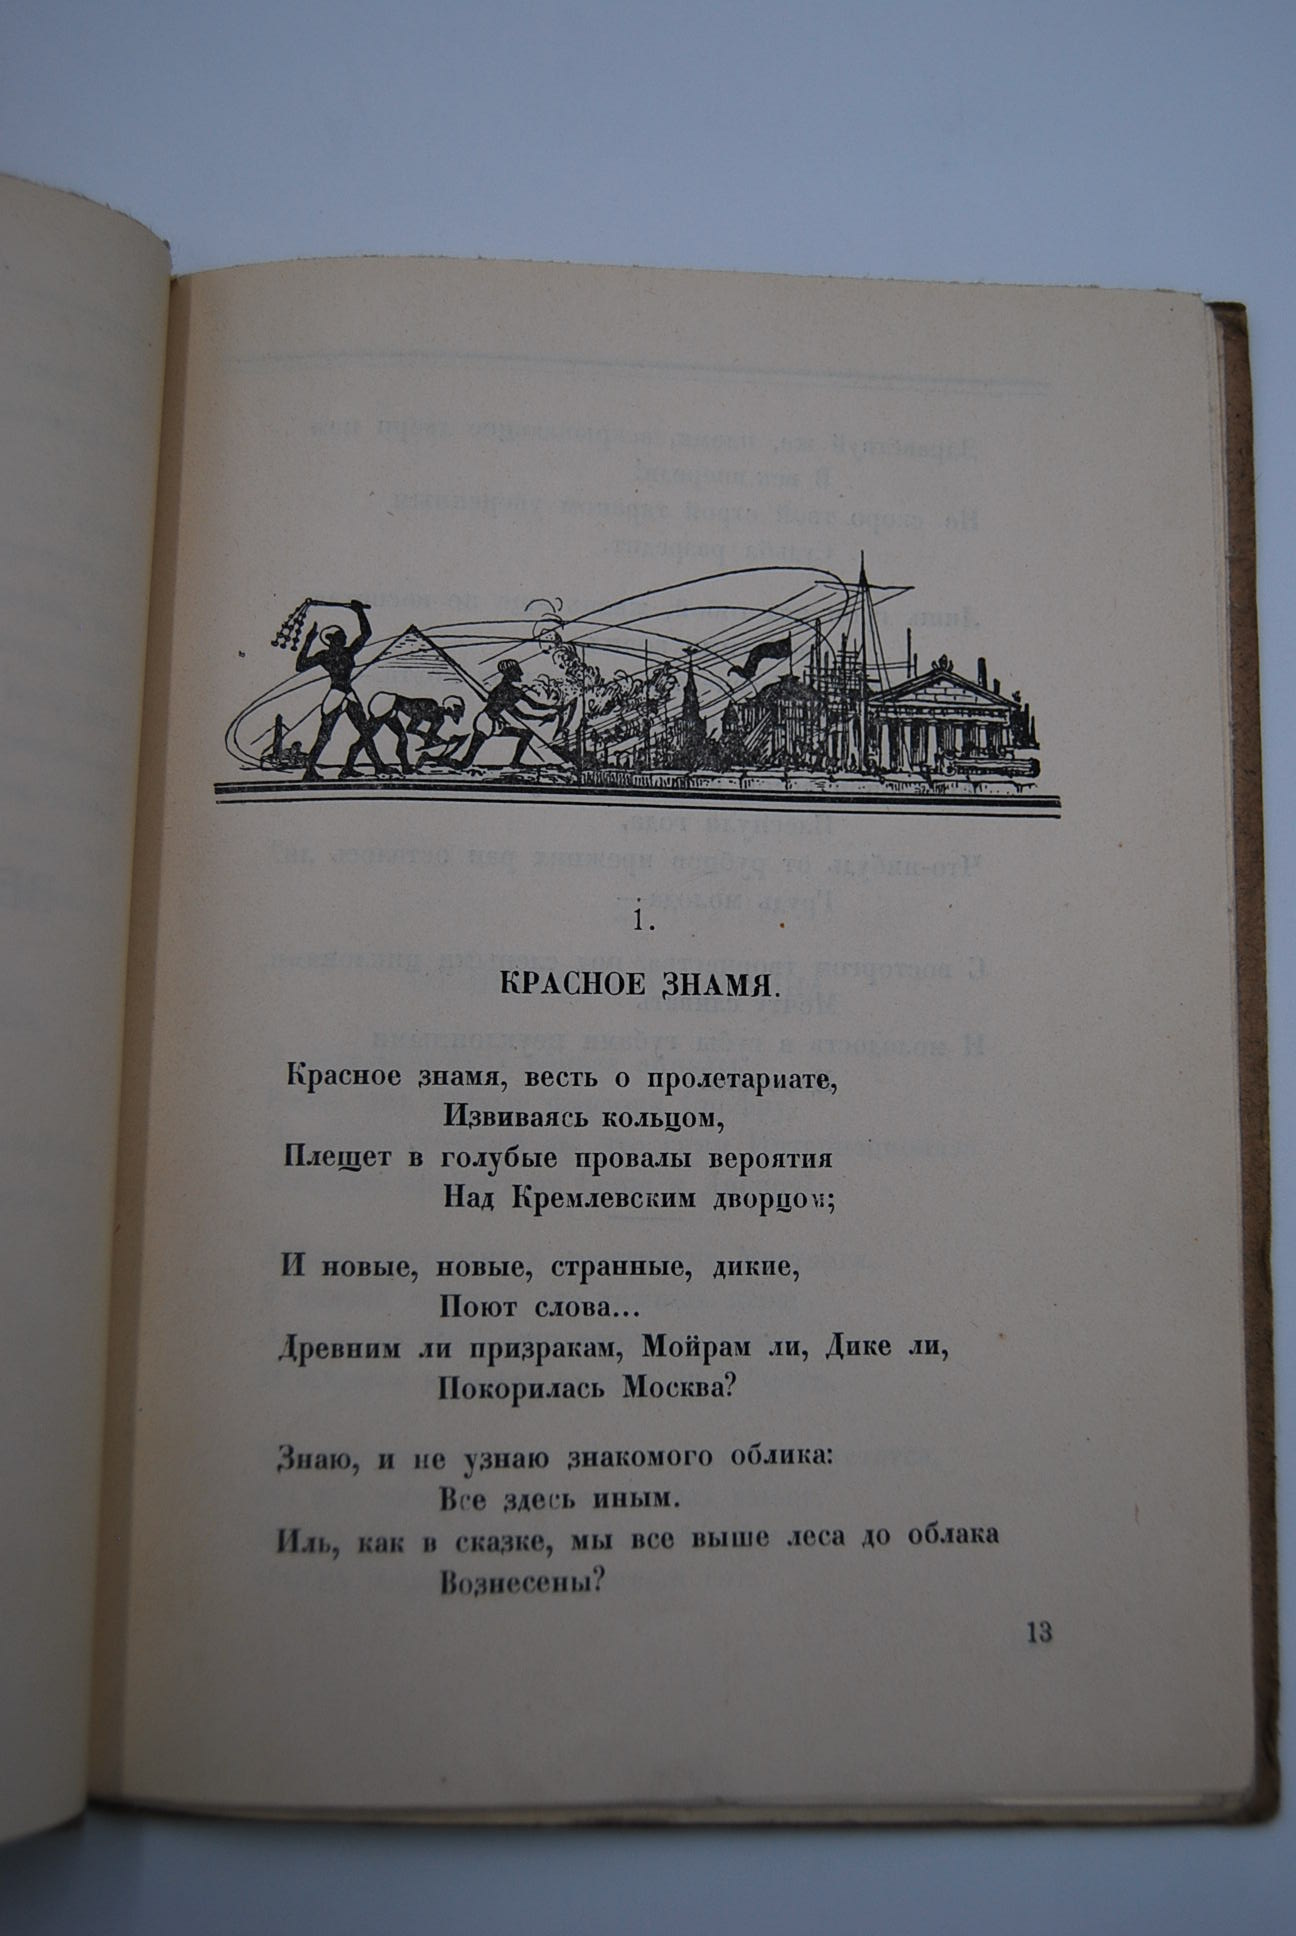 1.
КРАСНОЕ ЗНАМЯ.
Красное знамя, весть о пролетариате,
Извиваясь кольцом,
Плещет в голубые провалы вероятия
Над Кремлевским дворцом;
И новые, новые, странные, дикие,
Поют слова...
Древним ли призракам, Мойрам ли, Дике ли,
Покорилась Москва?
Знаю, и не узнаю знакомого облика:
Все здесь иным.
Иль, как в сказке, мы все выше леса до облака
Вознесены?
13